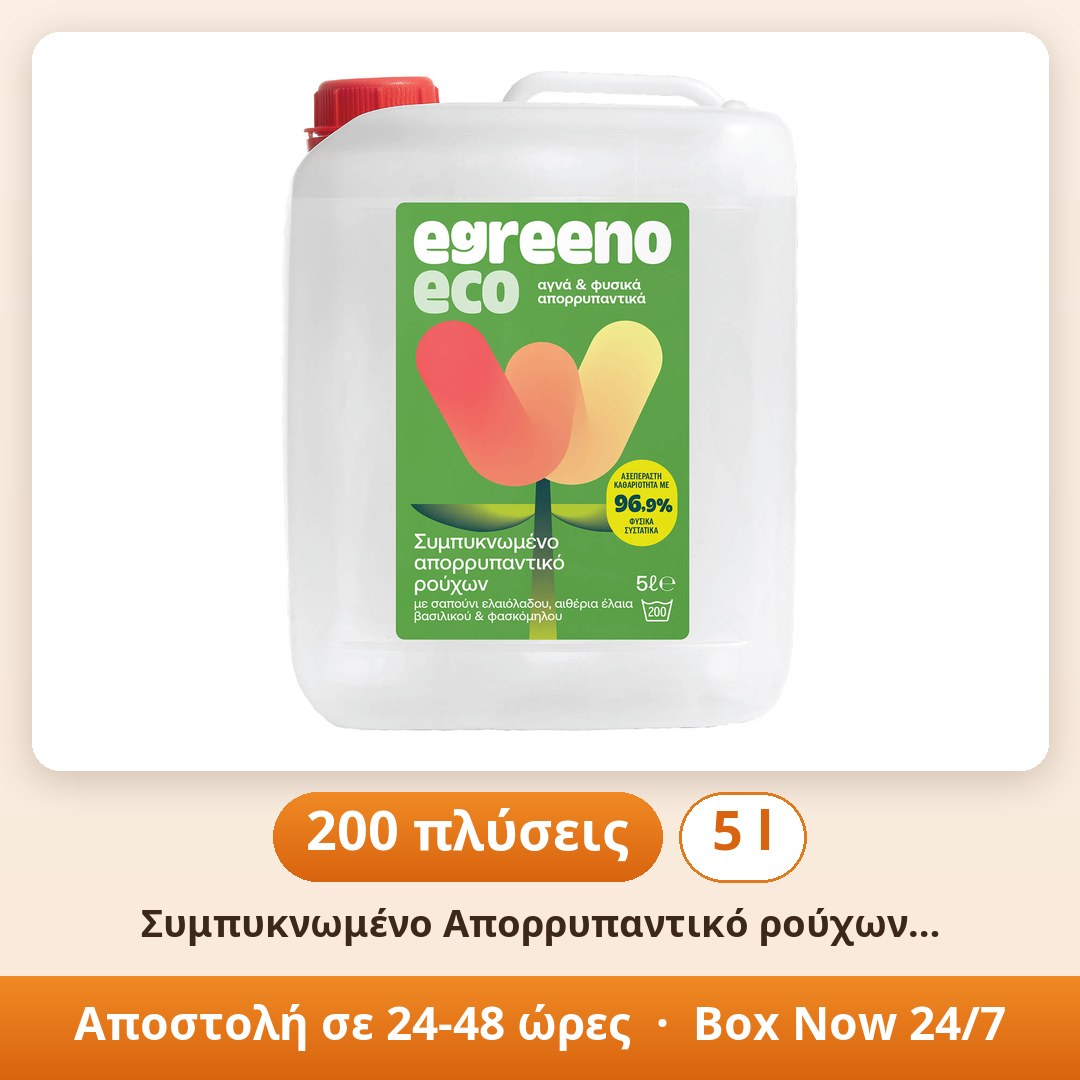 egreeno
eco
αγνά & φυσικά
απορρυπαντικά
ΑΞΕΠΕΡΑΣΤΗ
ΚΑΘΑΡΙΟΤΗΤΑ ΜΕ
96,9%
ΦΥΣΙΚΑ
ΣΥΣΤΑΤΙΚΑ
Συμπυκνωμένο
απορρυπαντικό
ρούχων
5ℓ℮
με σαπούνι ελαιόλαδου, αιθέρια έλαια
βασιλικού & φασκόμηλου
200
200 πλύσεις
5 l
Συμπυκνωμένο Απορρυπαντικό ρούχων...
Αποστολή σε 24-48 ώρες · Box Now 24/7